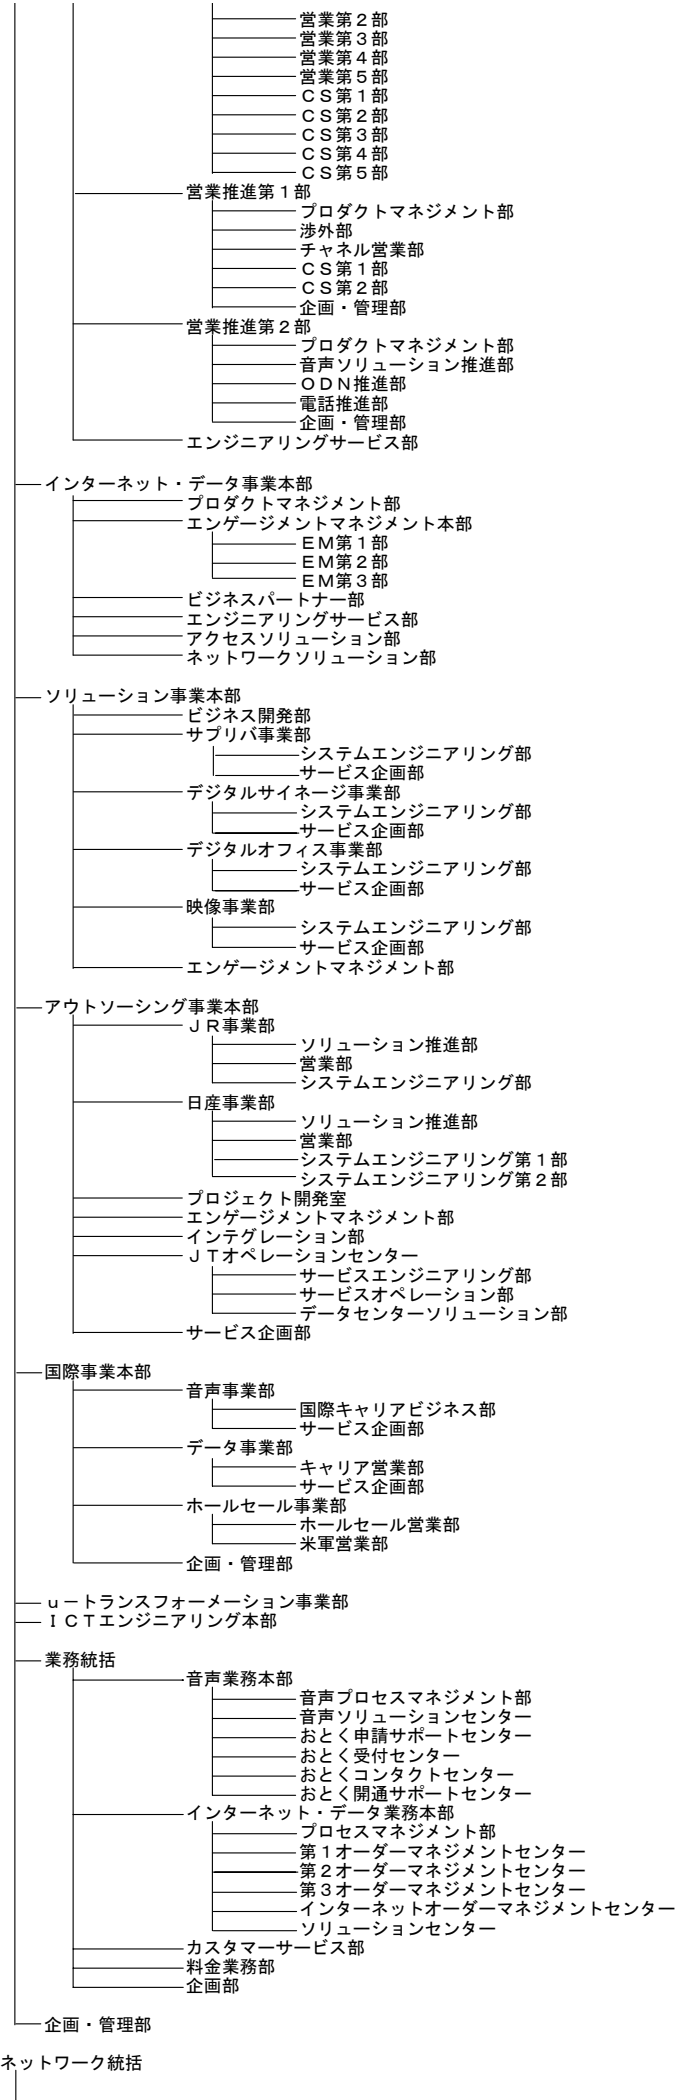 営業第２部
営業第３部
営業第４部
営業第５部
ＣＳ第１部
ＣＳ第２部
ＣＳ第３部
ＣＳ第４部
ＣＳ第５部
営業推進第１部
プロダクトマネジメント部
渉外部
チャネル営業部
ＣＳ第１部
ＣＳ第２部
企画・管理部
営業推進第２部
プロダクトマネジメント部
音声ソリューション推進部
ＯＤＮ推進部
電話推進部
企画・管理部
エンジニアリングサービス部
インターネット・データ事業本部
プロダクトマネジメント部
エンゲージメントマネジメント本部
ＥＭ第１部
ＥＭ第２部
ＥＭ第３部
ビジネスパートナー部
エンジニアリングサービス部
アクセスソリューション部
ネットワークソリューション部
ソリューション事業本部
ビジネス開発部
サプリバ事業部
システムエンジニアリング部
サービス企画部
デジタルサイネージ事業部
システムエンジニアリング部
サービス企画部
デジタルオフィス事業部
システムエンジニアリング部
サービス企画部
映像事業部
システムエンジニアリング部
サービス企画部
エンゲージメントマネジメント部
アウトソーシング事業本部
ＪＲ事業部
ソリューション推進部
営業部
システムエンジニアリング部
日産事業部
ソリューション推進部
営業部
システムエンジニアリング第１部
システムエンジニアリング第２部
プロジェクト開発室
エンゲージメントマネジメント部
インテグレーション部
ＪＴオペレーションセンター
サービスエンジニアリング部
サービスオペレーション部
データセンターソリューション部
サービス企画部
国際事業本部
音声事業部
国際キャリアビジネス部
サービス企画部
データ事業部
キャリア営業部
サービス企画部
ホールセール事業部
ホールセール営業部
米軍営業部
企画・管理部
ｕートランスフォーメーション事業部
ＩＣＴエンジニアリング本部
業務統括
音声業務本部
音声プロセスマネジメント部
音声ソリューションセンター
おとく申請サポートセンター
おとく受付センター
おとくコンタクトセンター
おとく開通サポートセンター
インターネット・データ業務本部
プロセスマネジメント部
第１オーダーマネジメントセンター
第２オーダーマネジメントセンター
第３オーダーマネジメントセンター
インターネットオーダーマネジメントセンター
ソリューションセンター
カスタマーサービス部
料金業務部
企画部
企画・管理部
ネットワーク統括